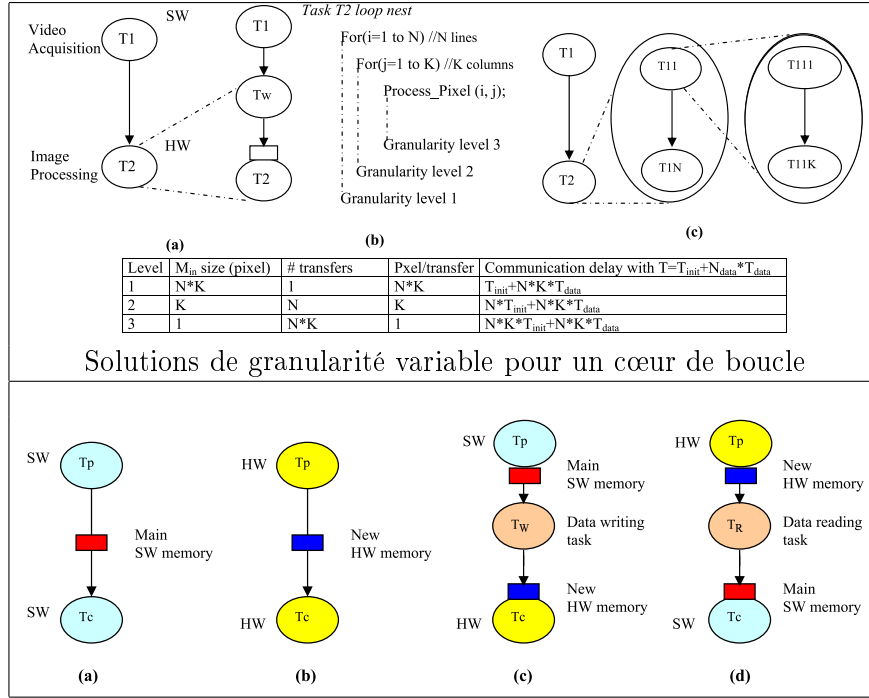 SW
Task T2 loop nest
Video
Acquisition
T1
T1
For(i=1 to N) //N lines
For(j=1 to K) //K columns
Process_Pixel (i, j);
Tw
Image
Processing
HW
T2
T2
Granularity level 3
Granularity level 2
Granularity level 1
T1
T11
T111
T2
T1N
T11K
(a)
(b)
(c)
Level Min size (pixel) # transfers Pxel/transfer Communication delay with T=Tinit+Ndata*Tdata
1 N*K 1 N*K Tinit+N*K*Tdata
2 K N K N*Tinit+N*K*Tdata
3 1 N*K 1 N*K*Tinit+N*K*Tdata
Solutions de granularité variable pour un cœur de boucle
SW
Tp
Main
SW memory
SW
Tc
(a)
HW
Tp
New
HW memory
HW
Tc
(b)
SW
Tp
Main
SW memory
TW
Data writing
task
New
HW memory
HW
Tc
(c)
HW
Tp
New
HW memory
TR
Data reading
task
Main
SW memory
SW
Tc
(d)